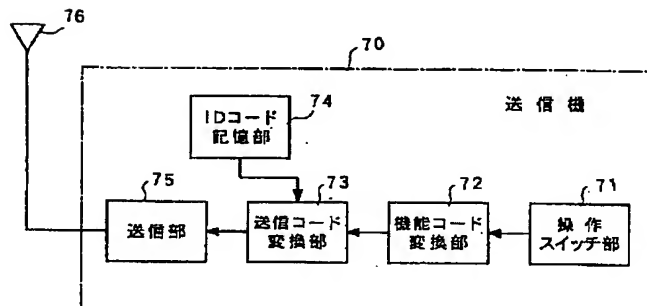 76
70
送信機
74
IDコード
記憶部
75
送信部
73
送信コード
変換部
72
機能コード
変換部
71
操作
スイッチ部